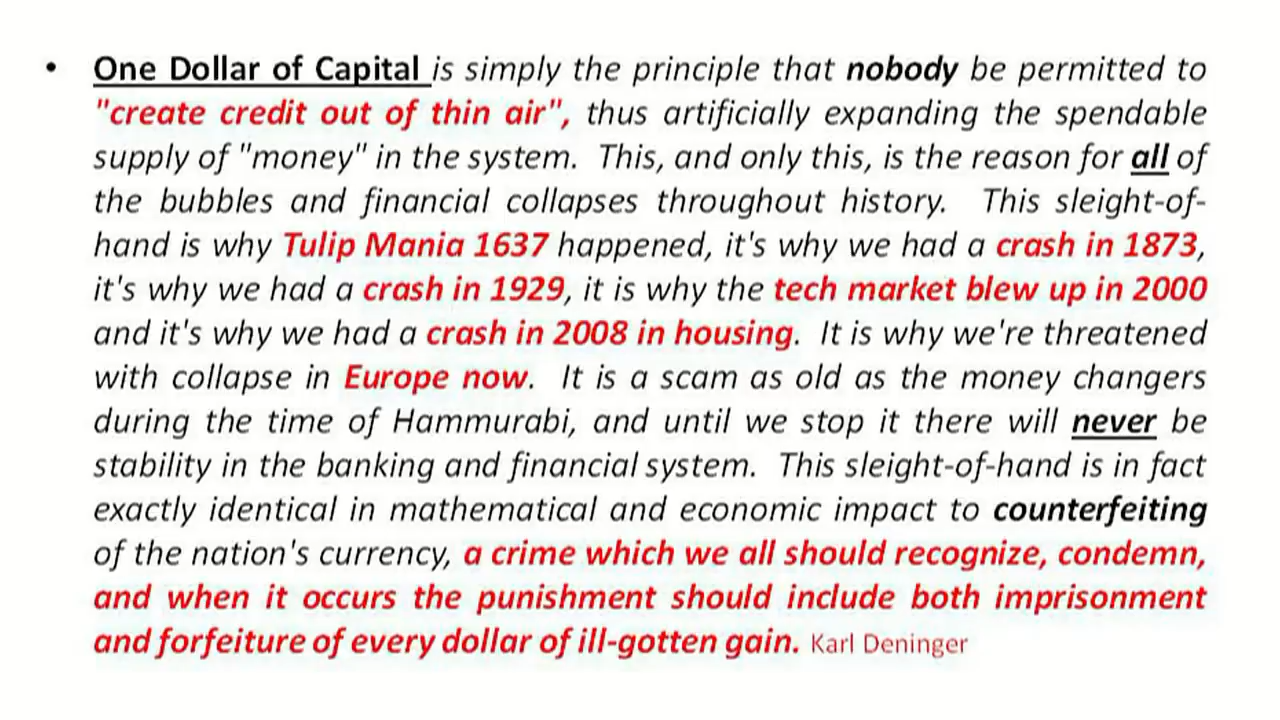 • One Dollar of Capital is simply the principle that nobody be permitted to
"create credit out of thin air", thus artificially expanding the spendable
supply of "money" in the system.  This, and only this, is the reason for all of
the bubbles and financial collapses throughout history.  This sleight-of-
hand is why Tulip Mania 1637 happened, it's why we had a crash in 1873,
it's why we had a crash in 1929, it is why the tech market blew up in 2000
and it's why we had a crash in 2008 in housing.  It is why we're threatened
with collapse in Europe now.  It is a scam as old as the money changers
during the time of Hammurabi, and until we stop it there will never be
stability in the banking and financial system.  This sleight-of-hand is in fact
exactly identical in mathematical and economic impact to counterfeiting
of the nation's currency, a crime which we all should recognize, condemn,
and when it occurs the punishment should include both imprisonment
and forfeiture of every dollar of ill-gotten gain. Karl Deninger